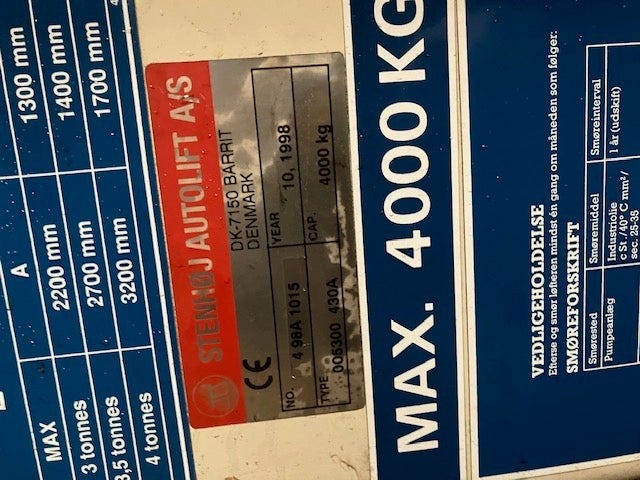 MAX A
3 tonnes 2200 mm 1300 mm
3,5 tonnes 2700 mm 1400 mm
4 tonnes 3200 mm 1700 mm
STENHØJ AUTOLIFT A/S
CE
DK-7150 BARRIT
DENMARK
NO. 4 98A 1015 YEAR 10, 1998
TYPE 005300 430A CAP. 4000 kg
MAX. 4000 KG
VEDLIGEHOLDELSE
Efterse og smør løfteren mindst én gang om måneden som følger:
SMØREFORSKRIFT
Smørested Smøremiddel Smøreinterval
Pumpeanlæg Industriolie 1 år (udskift)
c St./40° C mm²/
sec. 25-35